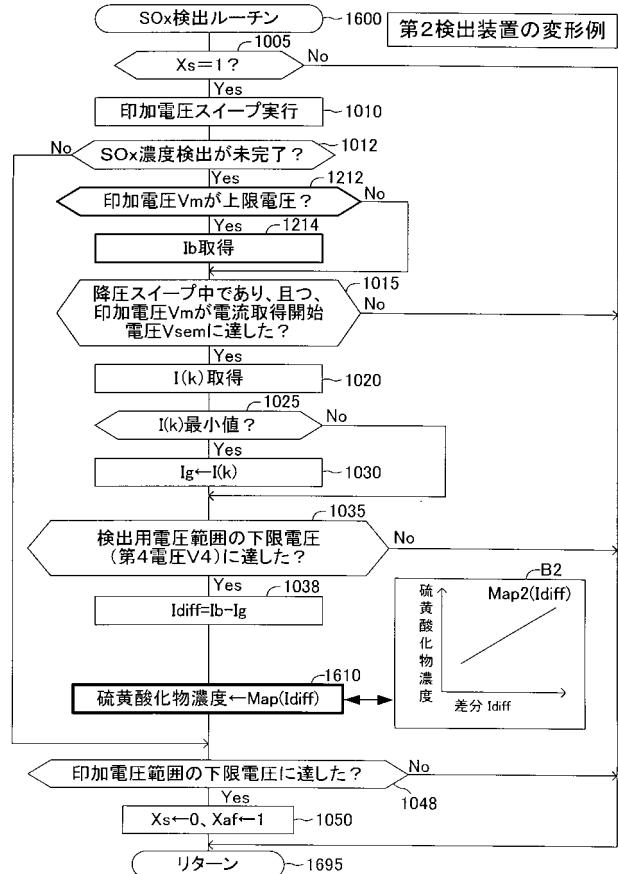 SOx検出ルーチン
1600
第2検出装置の変形例
1005
Xs=1?
No
Yes
印加電圧スイープ実行
1010
No
SOx濃度検出が未完了?
1012
Yes
1212
印加電圧Vmが上限電圧?
No
Yes
1214
Ib取得
1015
降圧スイープ中であり、且つ、
印加電圧Vmが電流取得開始
電圧Vsemに達した?
No
Yes
I(k)取得
1020
1025
I(k)最小値?
No
Yes
Ig←I(k)
1030
1035
検出用電圧範囲の下限電圧
(第4電圧V4)に達した?
No
Yes
1038
Idiff=Ib-Ig
B2
硫黄酸化物濃度
Map2(Idiff)
差分 Idiff
1610
硫黄酸化物濃度←Map(Idiff)
印加電圧範囲の下限電圧に達した?
No
1048
Yes
Xs←0、Xaf←1
1050
リターン
1695